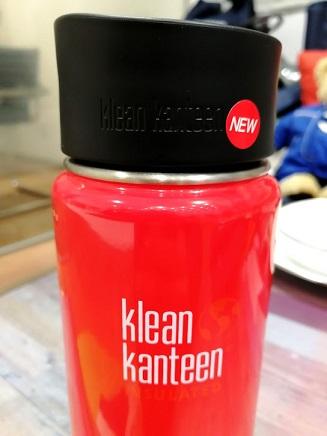 klean kanteen
NEW
klean
kanteen
INSULATED